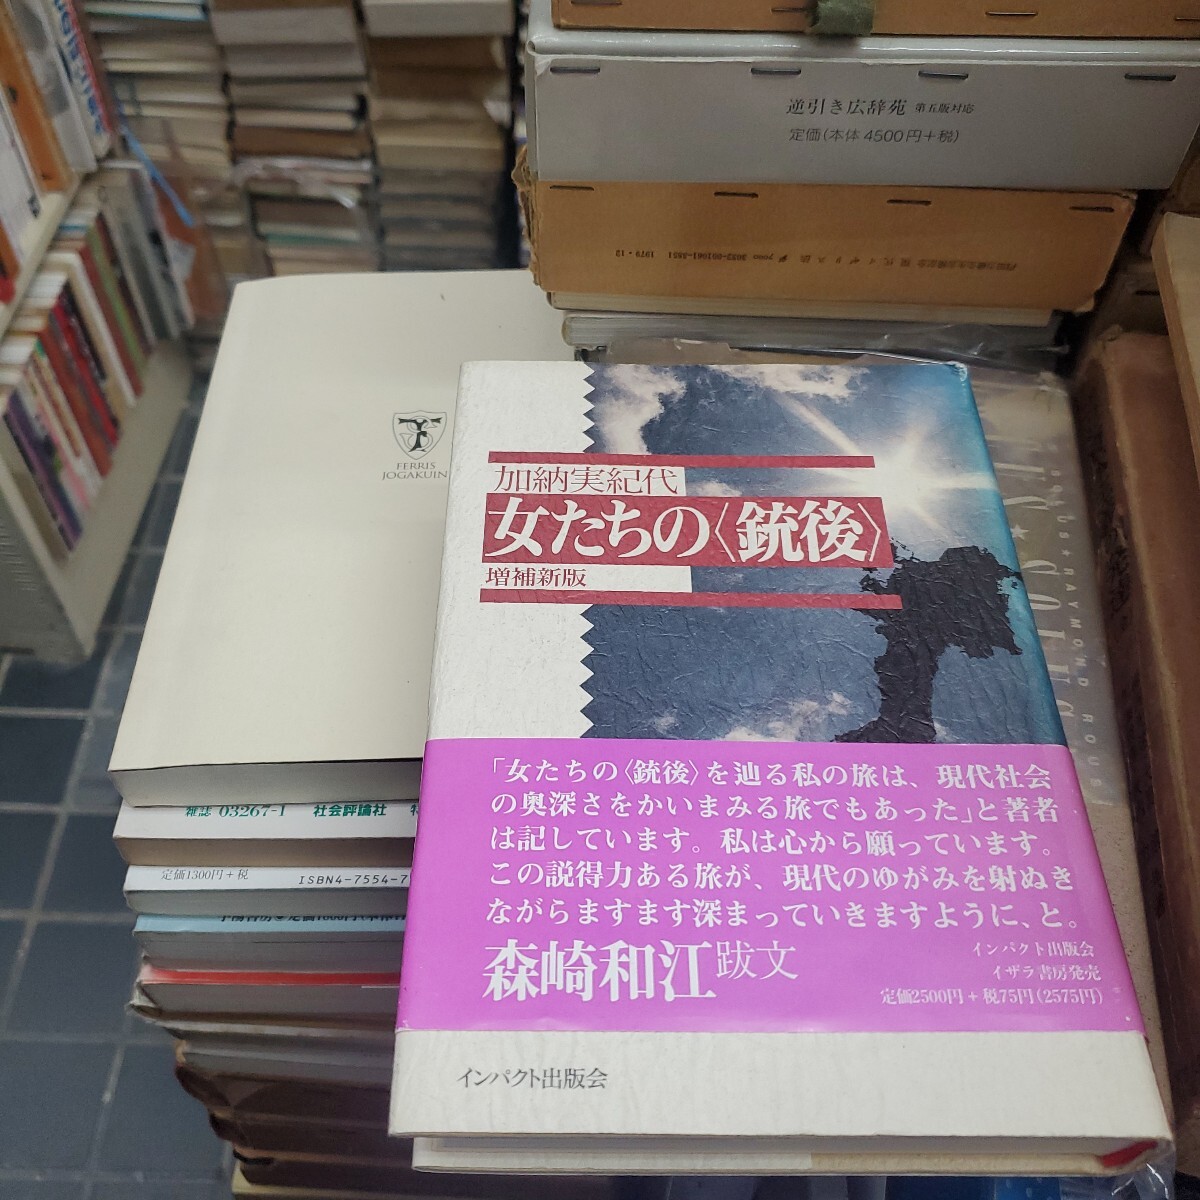 逆引き広辞苑 第五版対応
定価(本体4500円+税)
FERRIS
JOGAKUIN
加納実紀代
女たちの〈銃後〉
増補新版
「女たちの〈銃後〉を辿る私の旅は、現代社会
の奥深さをかいまみる旅でもあった」と著者
は記しています。私は心から願っています。
この説得力ある旅が、現代のゆがみを射ぬき
ながらますます深まっていきますように、と。
森崎和江 跋文
インパクト出版会
イザラ書房発売
定価2500円+税75円(2575円)
インパクト出版会
雑誌 03267-1 社会評論社
定価1300円+税 ISBN4-7554-7
RAYMOND ROUS